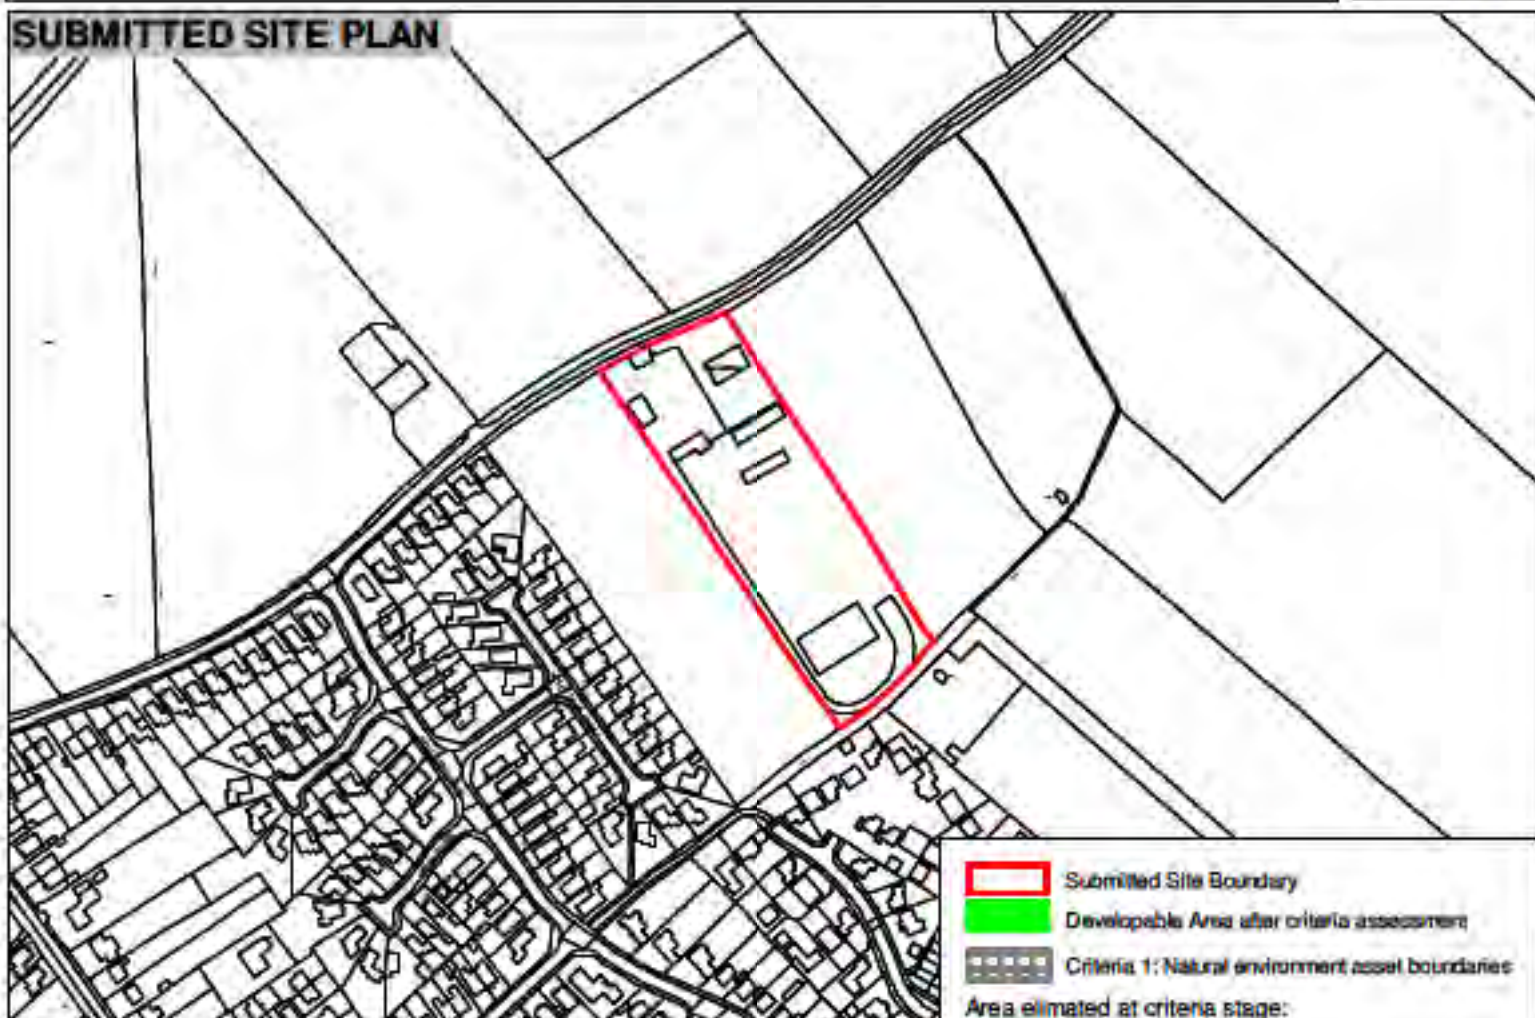 SUBMITTED SITE PLAN
Submitted Site Boundary
Developable Area after criteria assessment
Criteria 1: Natural environment asset boundaries
Area elimated at criteria stage: